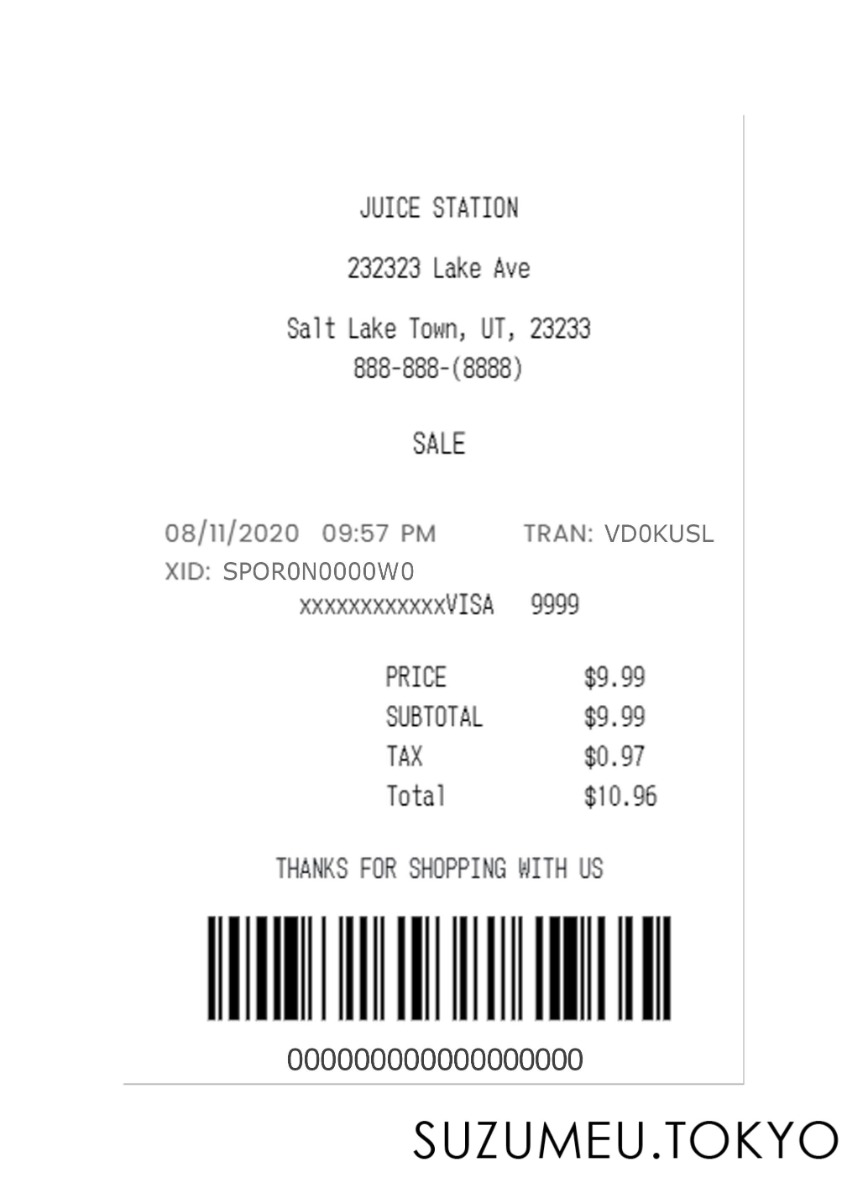 JUICE STATION
232323 Lake Ave
Salt Lake Town, UT, 23233
888-888-(8888)
SALE
08/11/2020 09:57 PM TRAN: VD0KUSL
XID: SPOR0N0000W0
xxxxxxxxxxxxVISA 9999
PRICE $9.99
SUBTOTAL $9.99
TAX $0.97
Total $10.96
THANKS FOR SHOPPING WITH US
000000000000000000
SUZUMEU.TOKYO